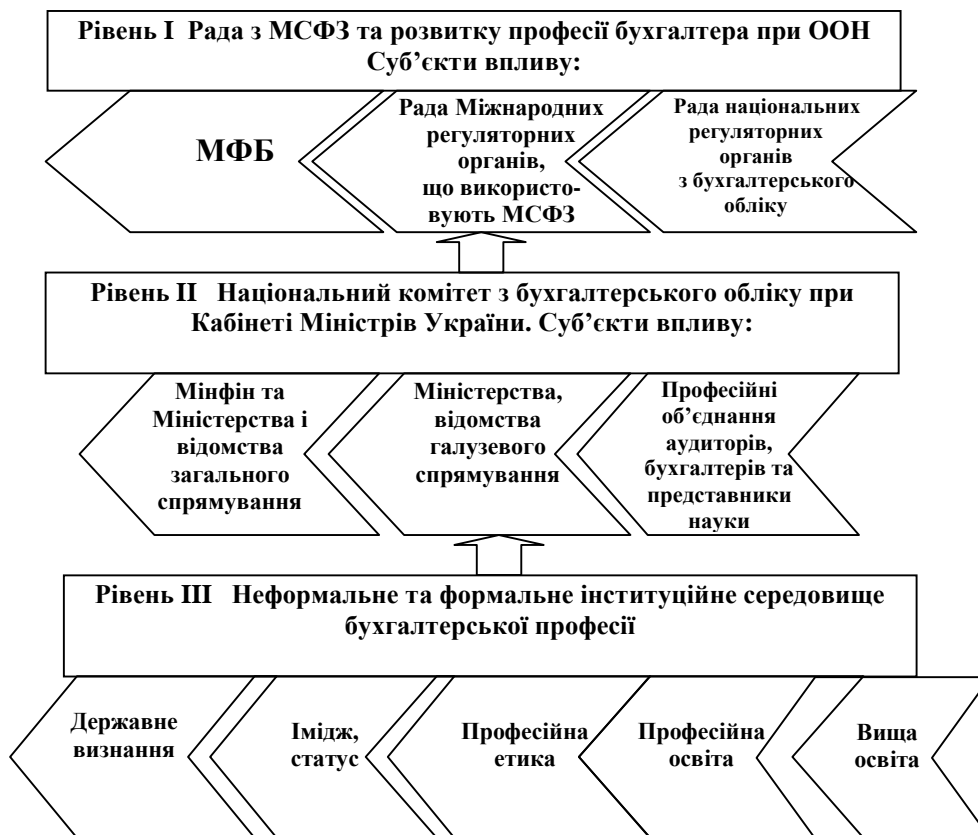 Рівень I Рада з МСФЗ та розвитку професії бухгалтера при ООН
Суб’єкти впливу:
МФБ
Рада Міжнародних
регуляторних
органів,
що використо-
вують МСФЗ
Рада національних
регуляторних
органів
з бухгалтерського
обліку
Рівень II Національний комітет з бухгалтерського обліку при
Кабінеті Міністрів України. Суб’єкти впливу:
Мінфін та
Міністерства і
відомства
загального
спрямування
Міністерства,
відомства
галузевого
спрямування
Професійні
об’єднання
аудиторів,
бухгалтерів та
представники
науки
Рівень III Неформальне та формальне інституційне середовище
бухгалтерської професії
Державне
визнання
Імідж,
статус
Професійна
етика
Професійна
освіта
Вища
освіта